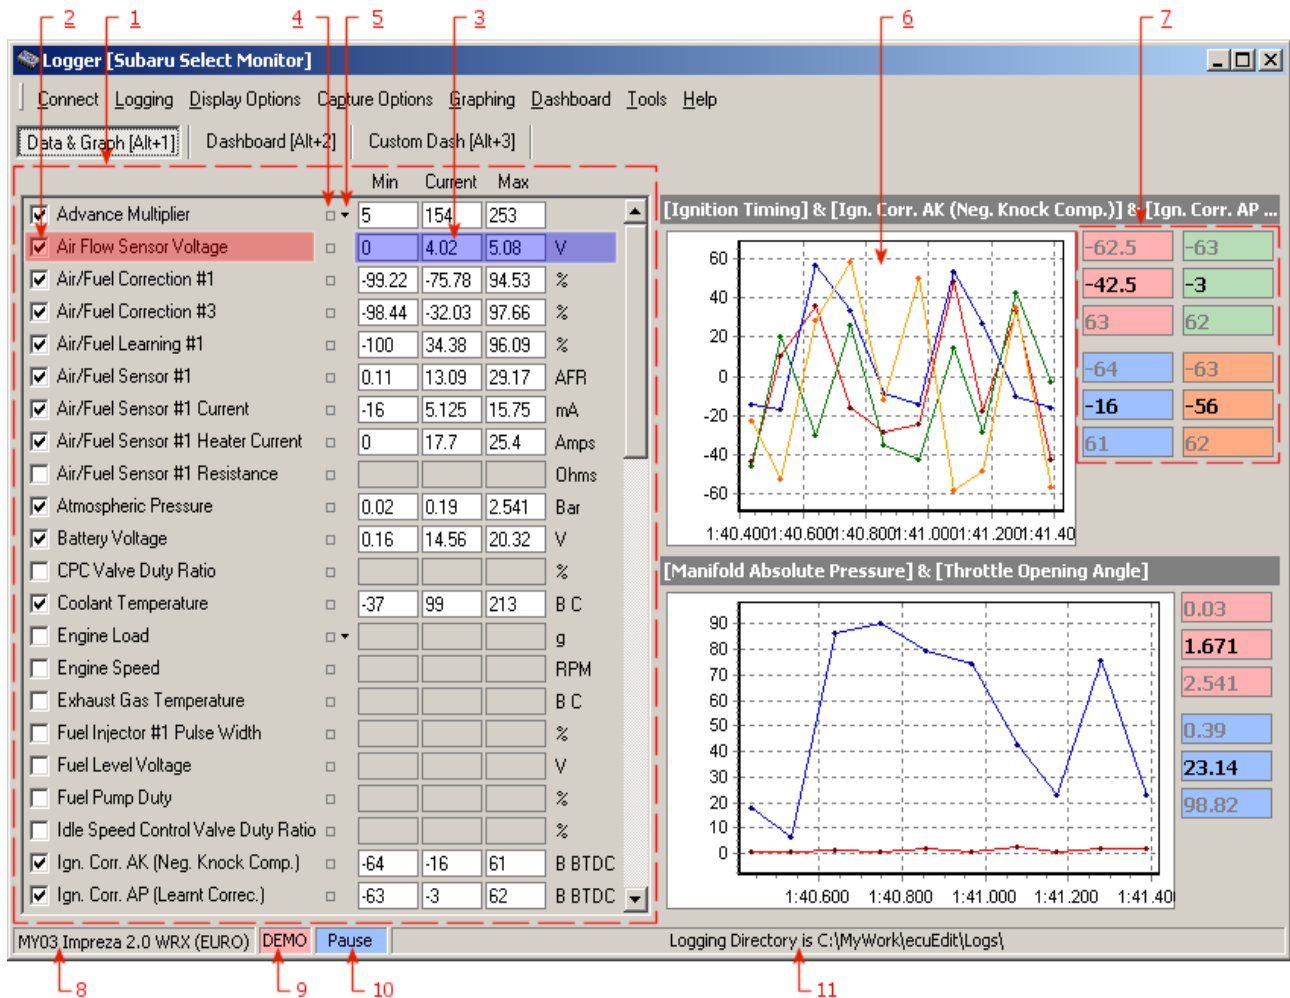 2 1 4 5 3 6 7
Logger [Subaru Select Monitor]
Connect Logging Display Options Capture Options Graphing Dashboard Tools Help
Data & Graph [Alt+1] Dashboard [Alt+2] Custom Dash [Alt+3]
Min Current Max
Advance Multiplier 5 154 253
Air Flow Sensor Voltage 0 4.02 5.08 V
Air/Fuel Correction #1 -99.22 -75.78 94.53 %
Air/Fuel Correction #3 -98.44 -32.03 97.66 %
Air/Fuel Learning #1 -100 34.38 96.09 %
Air/Fuel Sensor #1 0.11 13.09 29.17 AFR
Air/Fuel Sensor #1 Current -16 5.125 15.75 mA
Air/Fuel Sensor #1 Heater Current 0 17.7 25.4 Amps
Air/Fuel Sensor #1 Resistance Ohms
Atmospheric Pressure 0.02 0.19 2.541 Bar
Battery Voltage 0.16 14.56 20.32 V
CPC Valve Duty Ratio %
Coolant Temperature -37 99 213 B C
Engine Load g
Engine Speed RPM
Exhaust Gas Temperature B C
Fuel Injector #1 Pulse Width %
Fuel Level Voltage V
Fuel Pump Duty %
Idle Speed Control Valve Duty Ratio %
Ign. Corr. AK (Neg. Knock Comp.) -64 -16 61 B BTDC
Ign. Corr. AP (Learnt Correc.) -63 -3 62 B BTDC
[Ignition Timing] & [Ign. Corr. AK (Neg. Knock Comp.)] & [Ign. Corr. AP ...
60
40
20
0
-20
-40
-60
1:40.400 1:40.600 1:40.800 1:41.000 1:41.200 1:41.40
-62.5 -63
-42.5 -3
63 62
-64 -63
-16 -56
61 62
[Manifold Absolute Pressure] & [Throttle Opening Angle]
90
80
70
60
50
40
30
20
10
0
1:40.600 1:40.800 1:41.000 1:41.200 1:41.40
0.03
1.671
2.541
0.39
23.14
98.82
MY03 Impreza 2.0 WRX (EURO) DEMO Pause Logging Directory is C:\MyWork\ecuEdit\Logs\
8 9 10 11